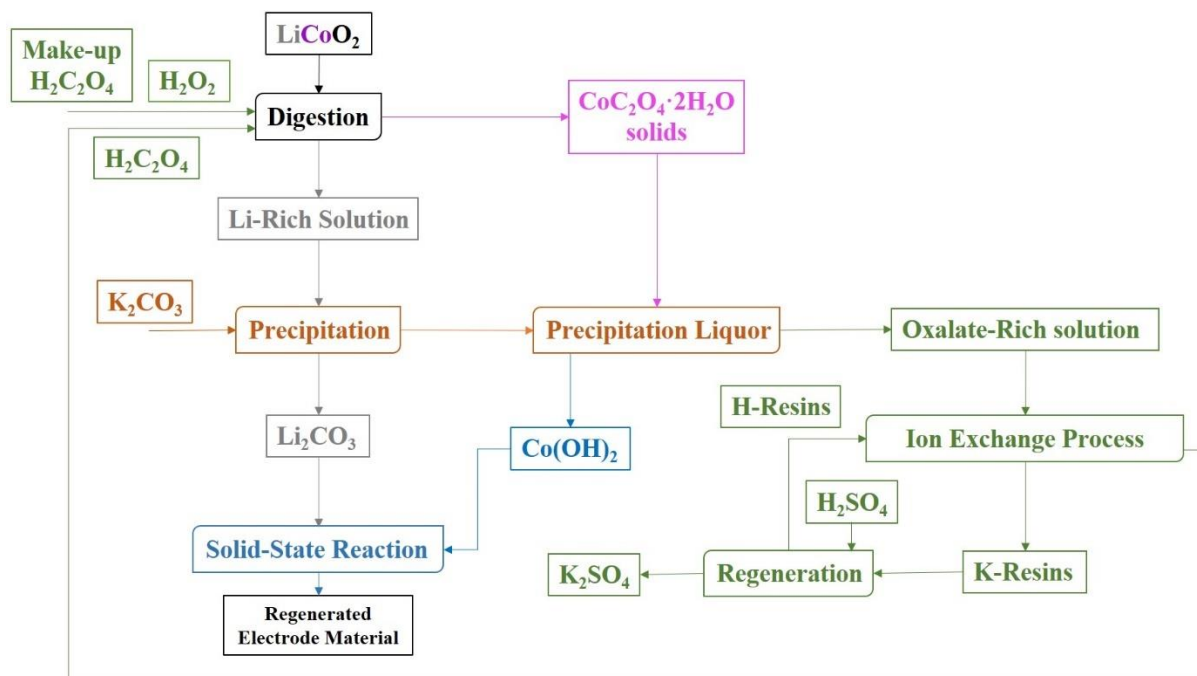 LiCoO₂
Make-up
H₂C₂O₄
H₂O₂
Digestion
CoC₂O₄·2H₂O
solids
H₂C₂O₄
Li-Rich Solution
K₂CO₃
Precipitation
Precipitation Liquor
Oxalate-Rich solution
H-Resins
Ion Exchange Process
Li₂CO₃
Co(OH)₂
H₂SO₄
Solid-State Reaction
K₂SO₄
Regeneration
K-Resins
Regenerated
Electrode Material